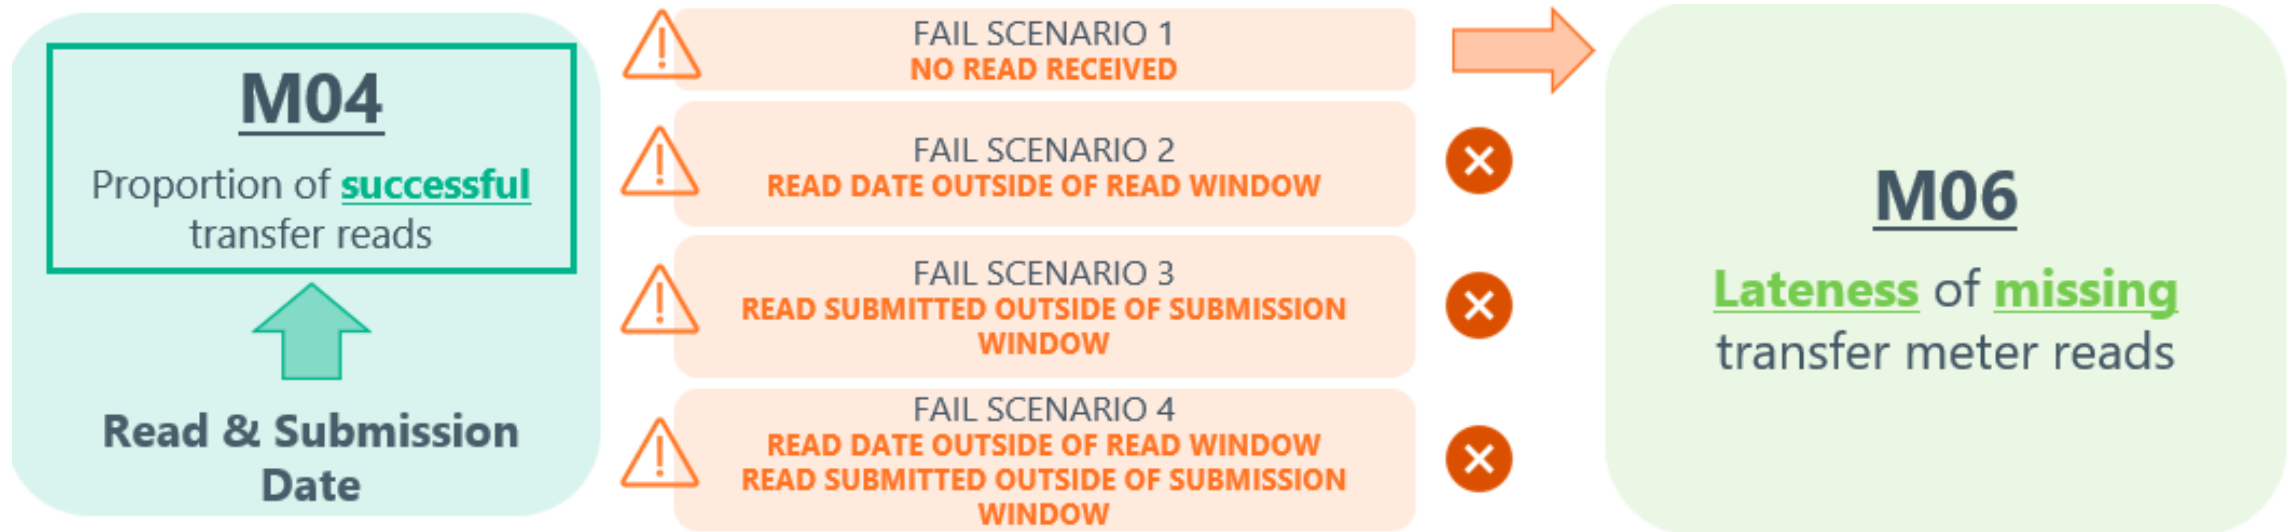 M04
Proportion of successful
transfer reads
Read & Submission
Date
FAIL SCENARIO 1
NO READ RECEIVED
FAIL SCENARIO 2
READ DATE OUTSIDE OF READ WINDOW
FAIL SCENARIO 3
READ SUBMITTED OUTSIDE OF SUBMISSION
WINDOW
FAIL SCENARIO 4
READ DATE OUTSIDE OF READ WINDOW
READ SUBMITTED OUTSIDE OF SUBMISSION
WINDOW
M06
Lateness of missing
transfer meter reads